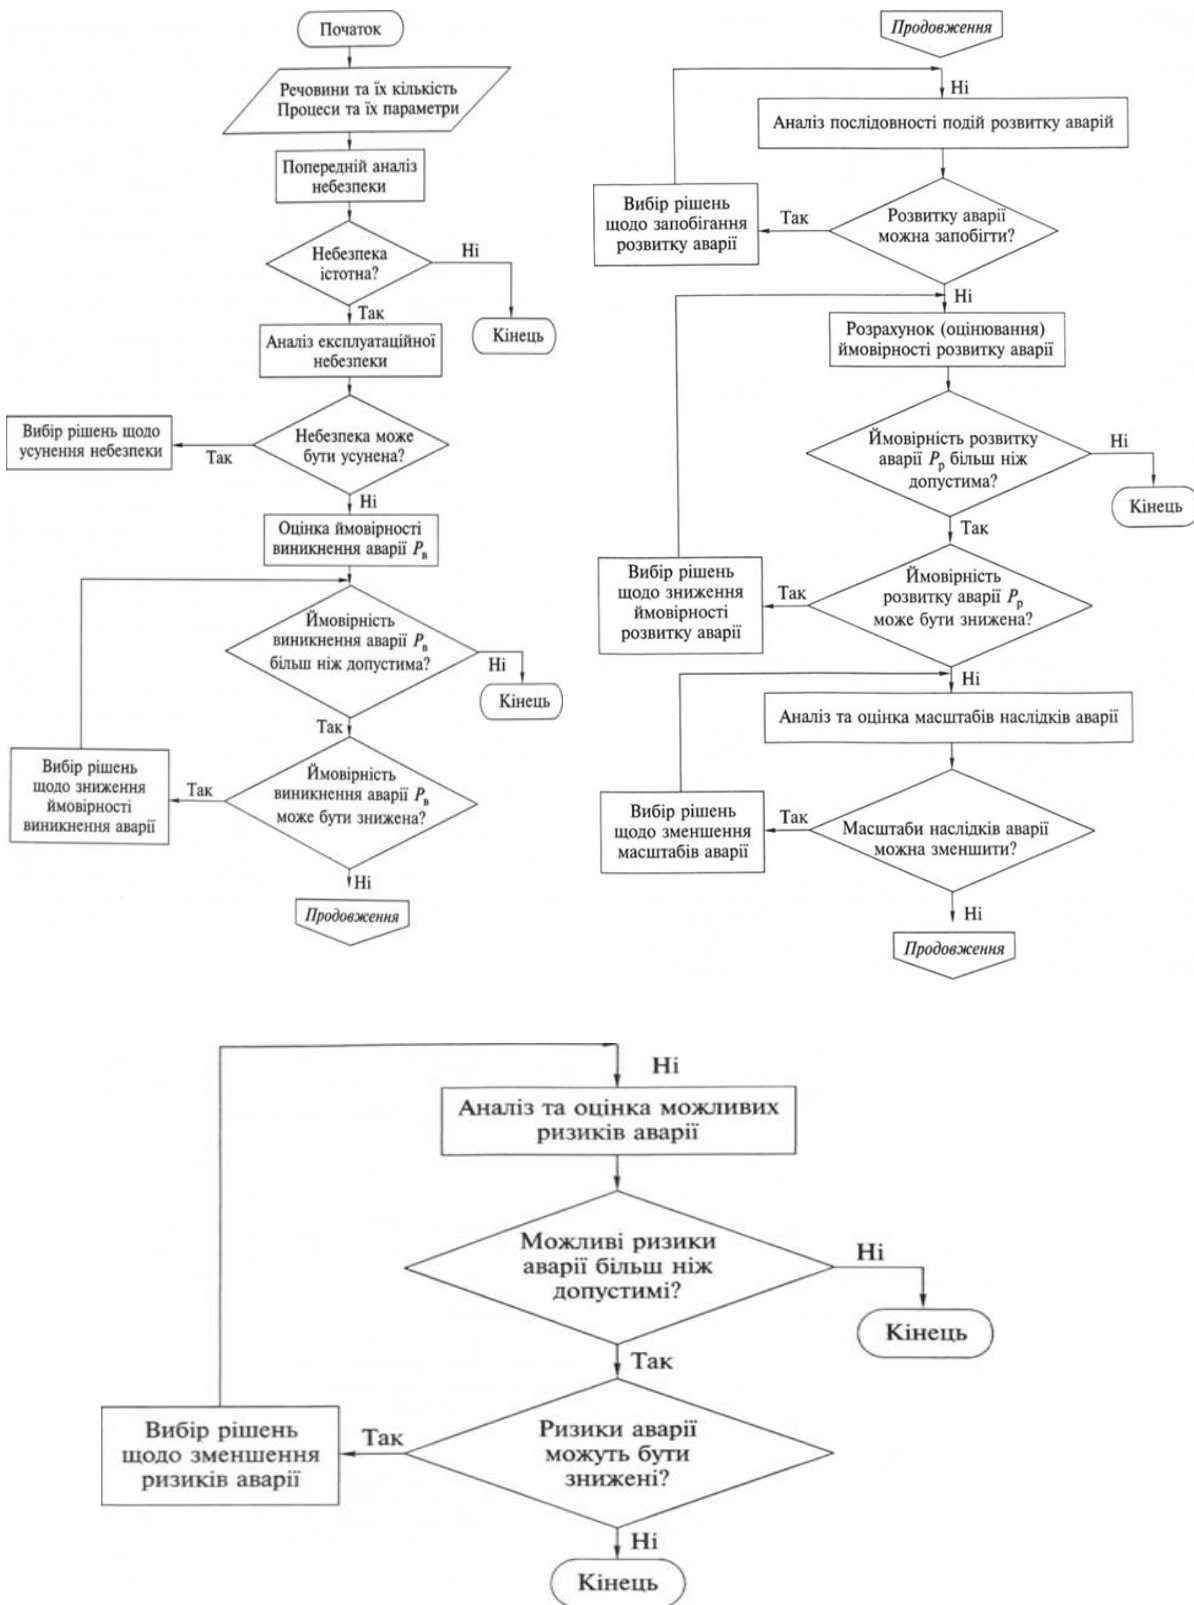 Початок
Речовини та їх кількість
Процеси та їх параметри
Попередній аналіз
небезпеки
Небезпека
істотна?
Ні
Кінець
Так
Аналіз експлуатаційної
небезпеки
Небезпека може
бути усунена?
Так
Вибір рішень щодо
усунення небезпеки
Ні
Оцінка ймовірності
виникнення аварії Pв
Ймовірність
виникнення аварії Pв
більш ніж допустима?
Ні
Кінець
Так
Ймовірність
виникнення аварії Pв
може бути знижена?
Так
Вибір рішень
щодо зниження
ймовірності
виникнення аварії
Ні
Продовження
Продовження
Ні
Аналіз послідовності подій розвитку аварій
Розвитку аварії
можна запобігти?
Так
Вибір рішень
щодо запобігання
розвитку аварії
Ні
Розрахунок (оцінювання)
ймовірності розвитку аварії
Ймовірність розвитку
аварії Pр більш ніж
допустима?
Ні
Кінець
Так
Ймовірність
розвитку аварії Pр
може бути знижена?
Так
Вибір рішень
щодо зниження
ймовірності
розвитку аварії
Ні
Аналіз та оцінка масштабів наслідків аварії
Масштаби наслідків аварії
можна зменшити?
Так
Вибір рішень
щодо зменшення
масштабів аварії
Ні
Продовження
Ні
Аналіз та оцінка можливих
ризиків аварії
Можливі ризики
аварії більш ніж
допустимі?
Ні
Кінець
Так
Ризики аварії
можуть бути
знижені?
Так
Вибір рішень
щодо зменшення
ризиків аварії
Ні
Кінець